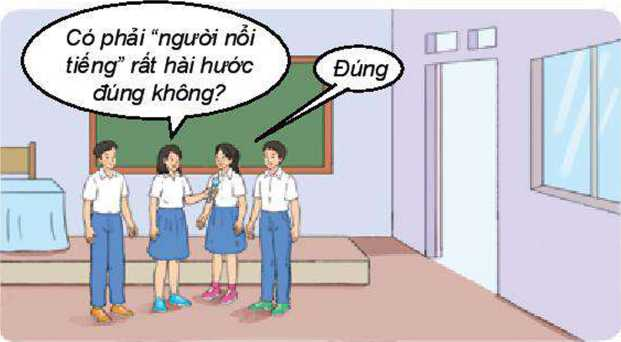 Có phải “người nổi
tiếng” rất hài hước
đúng không?
Đúng